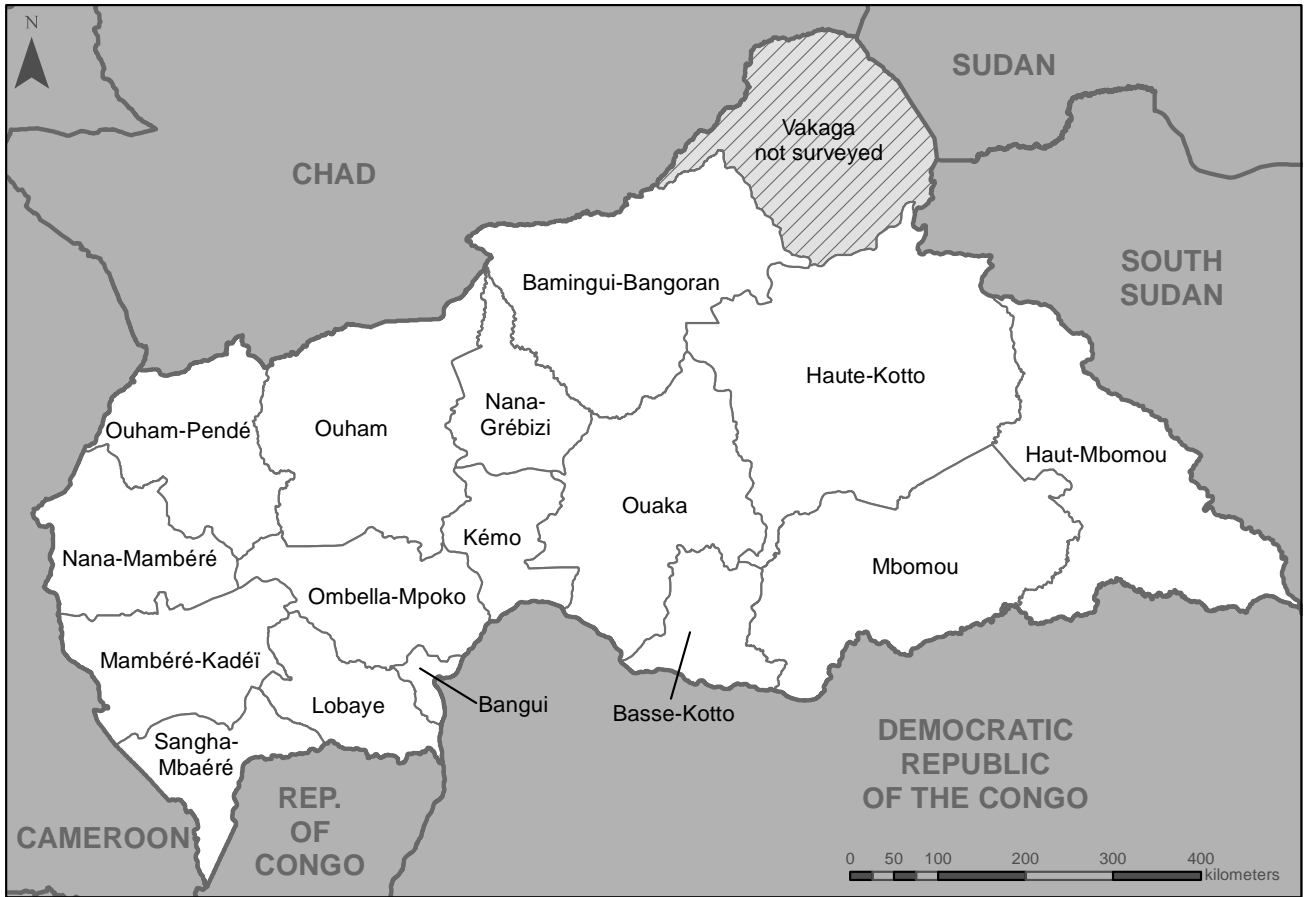 N
SUDAN
Vakaga
not surveyed
CHAD
SOUTH
SUDAN
Bamingui-Bangoran
Haute-Kotto
Nana-
Grébizi
Ouham-Pendé
Ouham
Haut-Mbomou
Ouaka
Kémo
Nana-Mambéré
Mbomou
Ombella-Mpoko
Mambéré-Kadéï
Bangui
Lobaye
Basse-Kotto
Sangha-
Mbaéré
DEMOCRATIC
REPUBLIC
OF THE CONGO
REP.
OF
CONGO
CAMEROON
0 50 100 200 300 400
kilometers